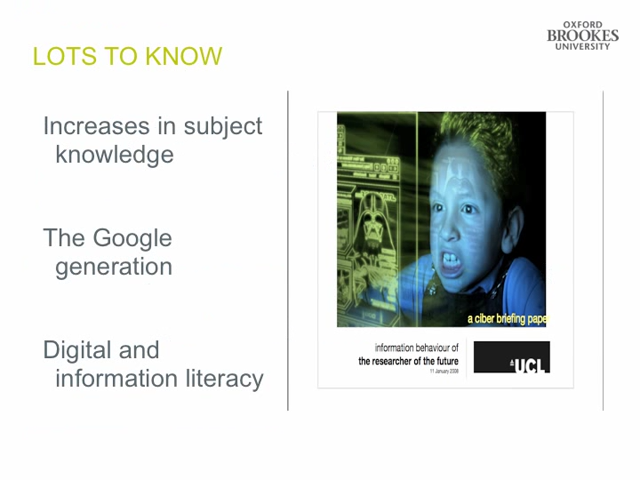 OXFORD
BROOKES
UNIVERSITY
LOTS TO KNOW
Increases in subject
knowledge
The Google
generation
Digital and
information literacy
a ciber briefing pape
information behaviour of
the researcher of the future
11 January 2008
UCL